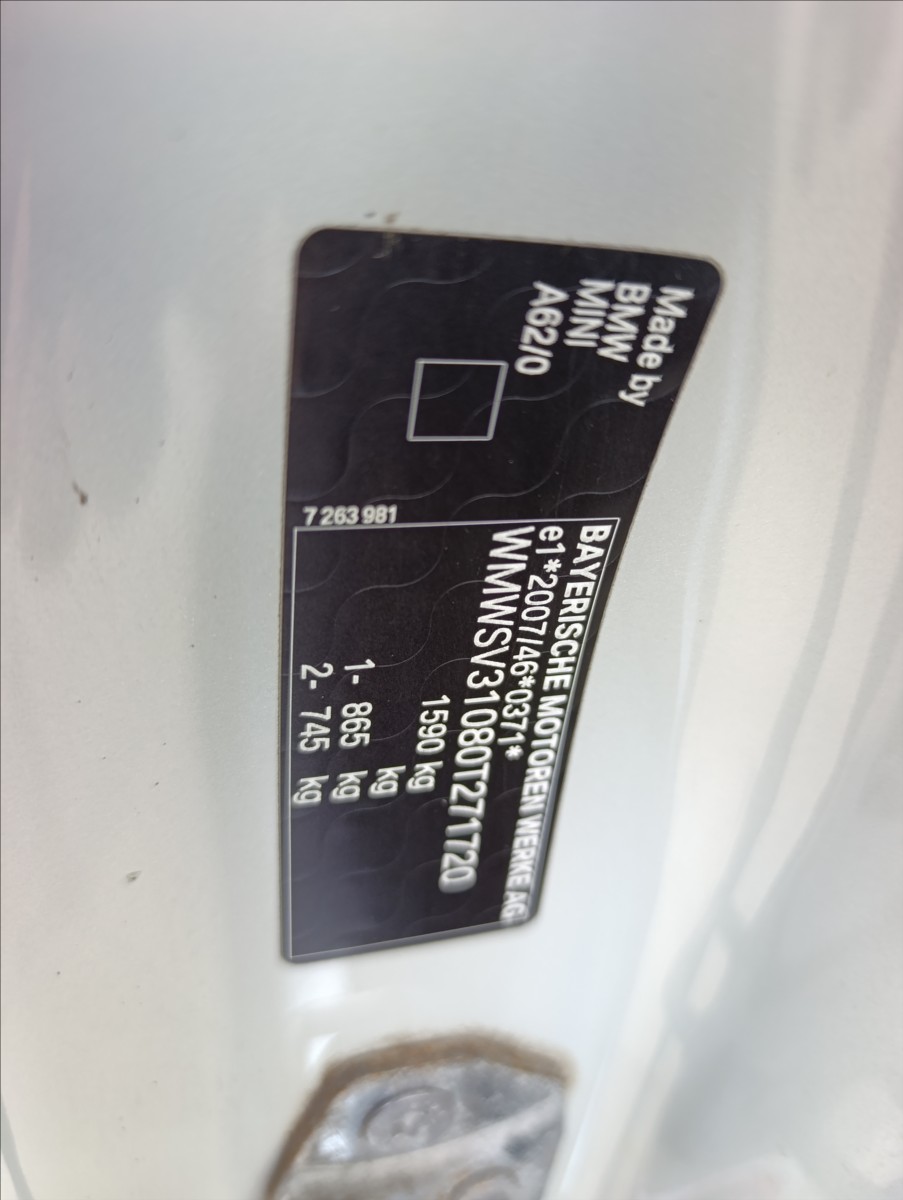 Made by
BMW
MINI
A62/0
7 263 981
BAYERISCHE MOTOREN WERKE AG
e1*2007/46*0371*
WMWSV31080T271720
1590 kg
kg
1- 865 kg
2- 745 kg